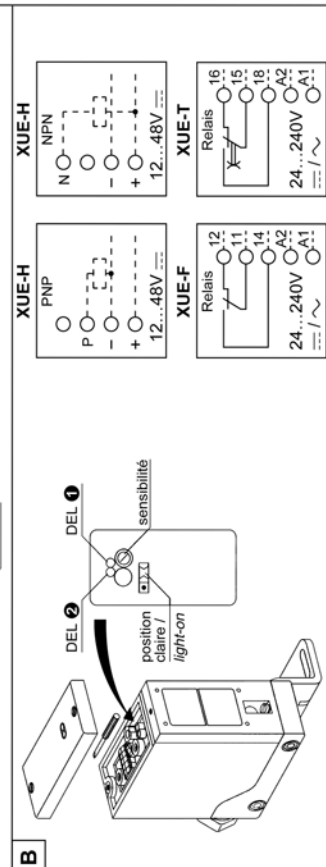 B
DEL ❷
DEL ❶
sensibilité
position
claire /
light-on
XUE-H
PNP
P
–
+
12...48V
XUE-H
NPN
N
–
+
12...48V
XUE-F
Relais
12
11
14
A2
A1
24...240V
XUE-T
Relais
16
15
18
A2
A1
24...240V